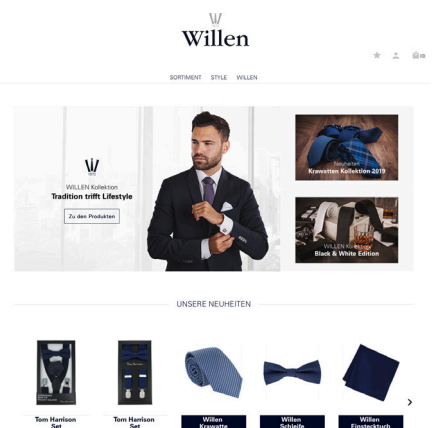 Willen
SORTIMENT STYLE WILLEN
WILLEN Kollektion
Tradition trifft Lifestyle
Zu den Produkten
Neuheiten
Krawatten Kollektion 2019
WILLEN Kollektion
Black & White Edition
UNSERE NEUHEITEN
Tom Harrison
Set
Tom Harrison
Set
Willen
Krawatte
Willen
Schleife
Willen
Einstecktuch